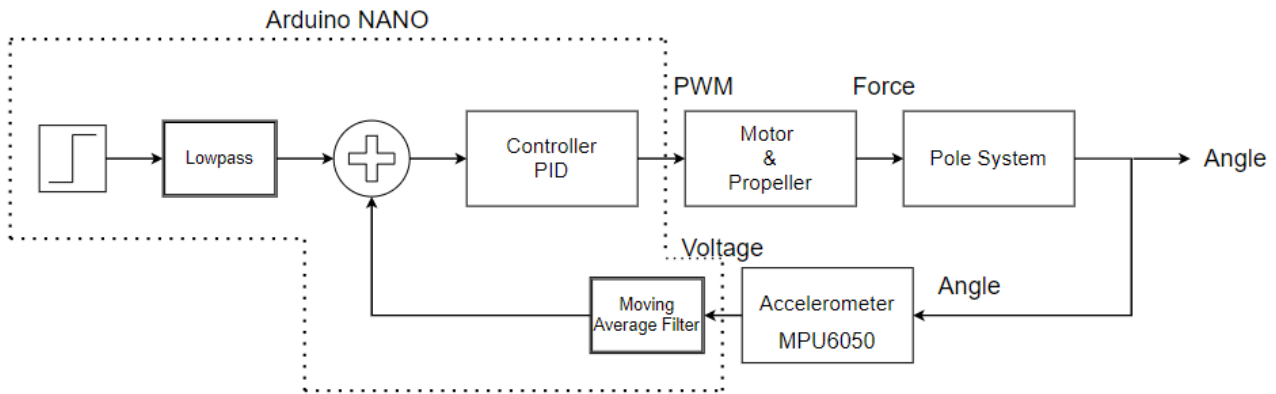 Arduino NANO
PWM
Force
Lowpass
Controller
PID
Motor
&
Propeller
Pole System
Angle
Voltage
Moving
Average Filter
Accelerometer
MPU6050
Angle